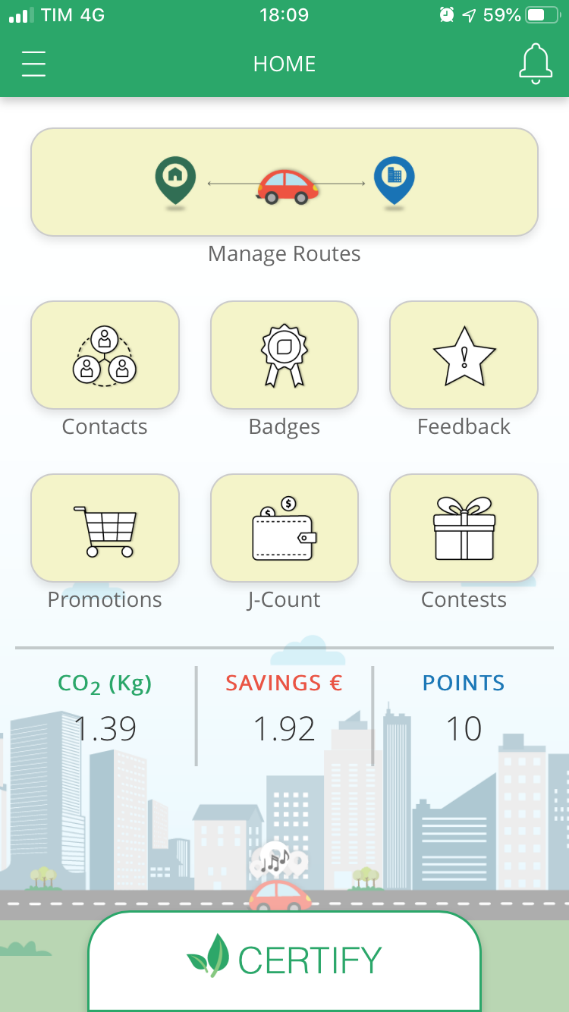 TIM 4G 18:09 59%
HOME
Manage Routes
Contacts Badges Feedback
Promotions J-Count Contests
CO₂ (Kg) SAVINGS € POINTS
1.39 1.92 10
CERTIFY